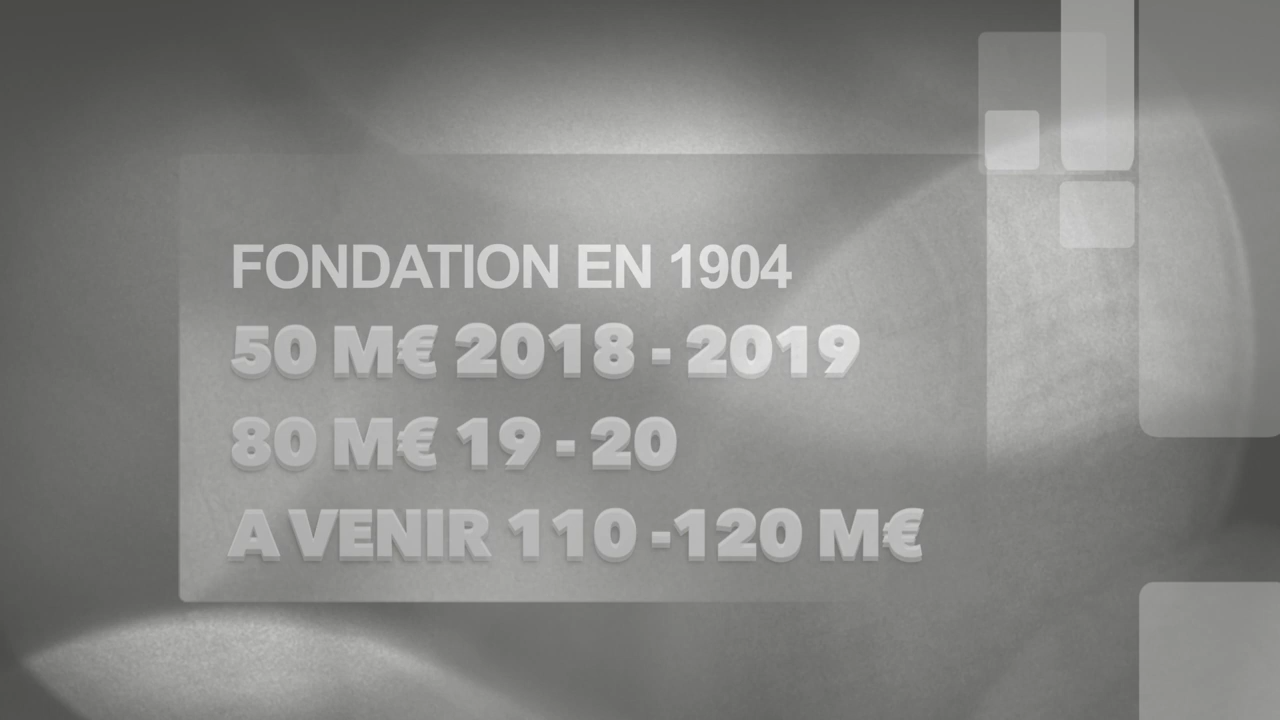 FONDATION EN 1904
50 M€ 2018 - 2019
80 M€ 19 - 20
A VENIR 110 -120 M€